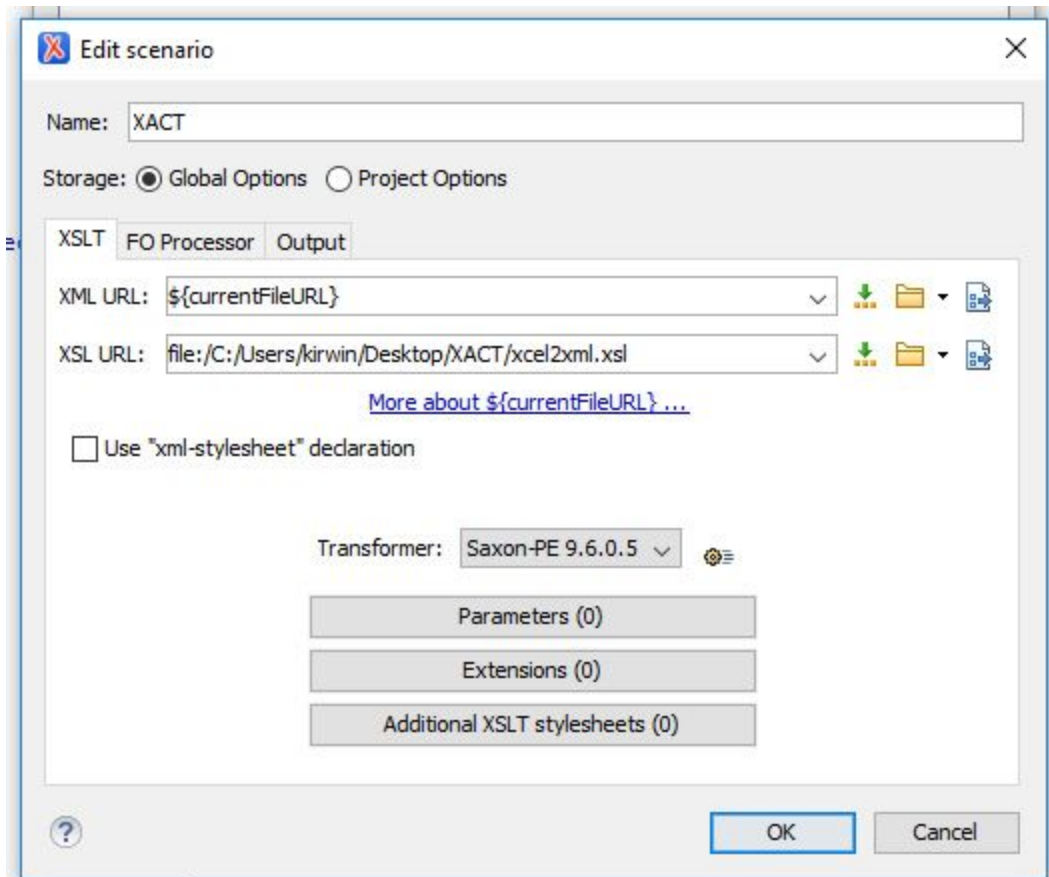 Edit scenario
Name: XACT
Storage: Global Options Project Options
XSLT FO Processor Output
XML URL: ${currentFileURL}
XSL URL: file:/C:/Users/kirwin/Desktop/XACT/xcel2xml.xsl
More about ${currentFileURL} ...
Use "xml-stylesheet" declaration
Transformer: Saxon-PE 9.6.0.5
Parameters (0)
Extensions (0)
Additional XSLT stylesheets (0)
? OK Cancel